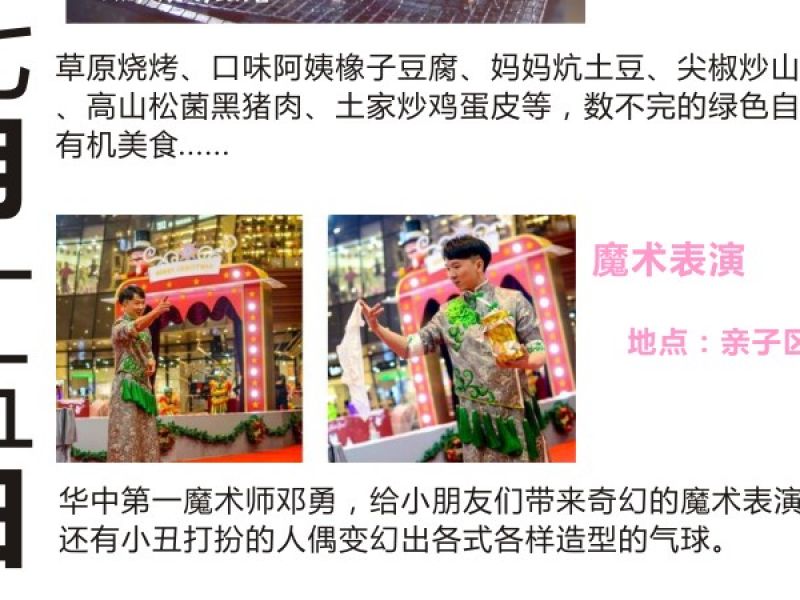 七月十五日
草原烧烤、口味阿姨橡子豆腐、妈妈炕土豆、尖椒炒山
、高山松菌黑猪肉、土家炒鸡蛋皮等，数不完的绿色自
有机美食......
魔术表演
地点：亲子区
华中第一魔术师邓勇，给小朋友们带来奇幻的魔术表演
还有小丑打扮的人偶变幻出各式各样造型的气球。